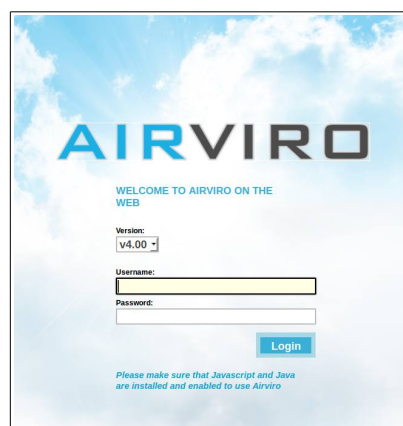 AIRVIRO
WELCOME TO AIRVIRO ON THE
WEB
Version:
v4.00
Username:
Password:
Login
Please make sure that Javascript and Java
are installed and enabled to use Airviro